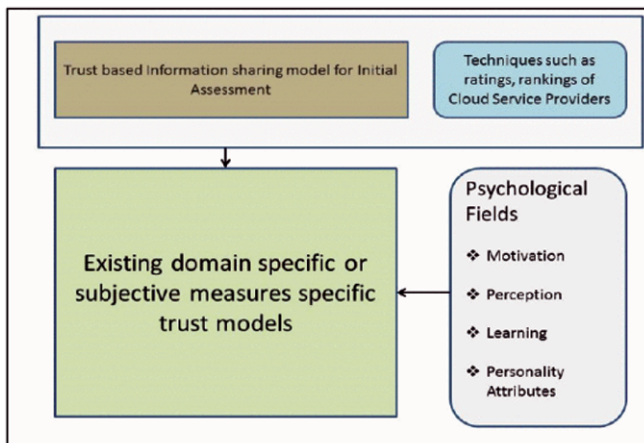 Trust based Information sharing model for Initial
Assessment
Techniques such as
ratings, rankings of
Cloud Service Providers
Existing domain specific or
subjective measures specific
trust models
Psychological
Fields
❖ Motivation
❖ Perception
❖ Learning
❖ Personality
Attributes